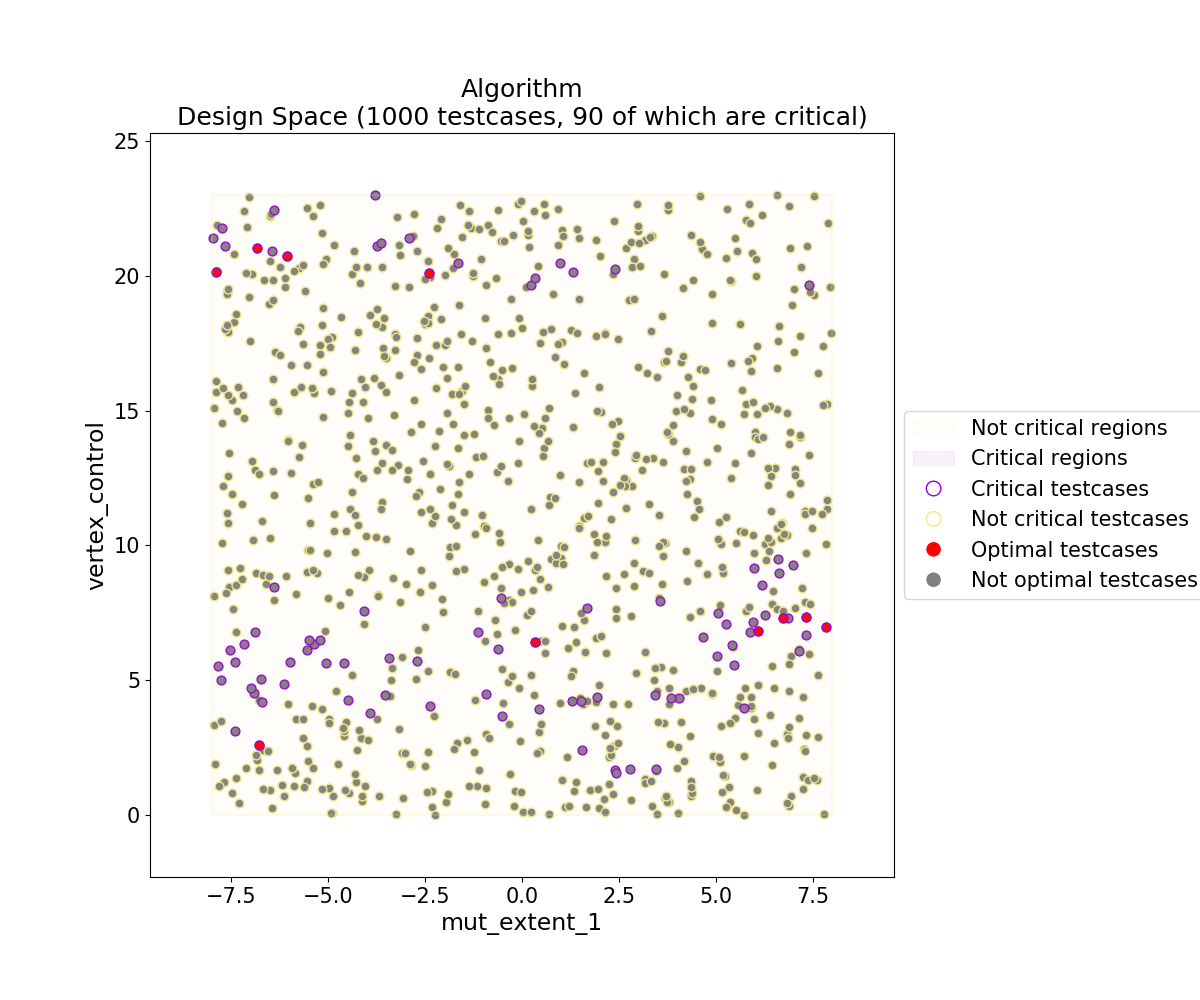 Algorithm
Design Space (1000 testcases, 90 of which are critical)
25
20
15
10
5
0
vertex_control
−7.5
−5.0
−2.5
0.0
2.5
5.0
7.5
mut_extent_1
Not critical regions
Critical regions
Critical testcases
Not critical testcases
Optimal testcases
Not optimal testcases